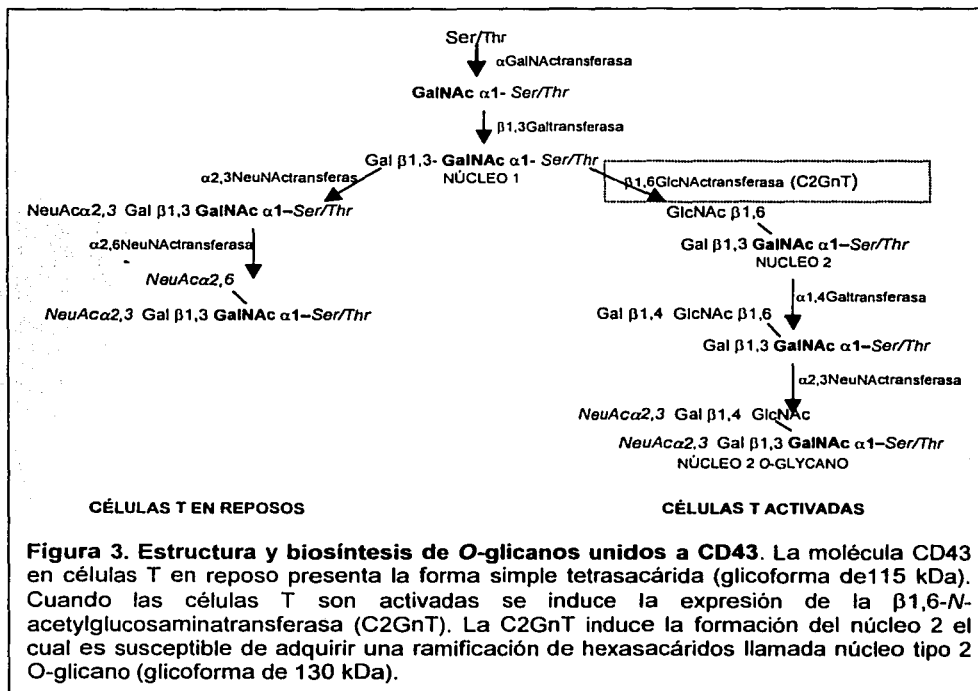 Ser/Thr
αGalNActransferasa
GalNAc α1- Ser/Thr
β1,3Galtransferasa
Gal β1,3- GalNAc α1- Ser/Thr
NÚCLEO 1
α2,3NeuNActransferas
NeuAcα2,3 Gal β1,3 GalNAc α1–Ser/Thr
α2,6NeuNActransferasa
NeuAcα2,6
NeuAcα2,3 Gal β1,3 GalNAc α1–Ser/Thr
β1,6GlcNActransferasa (C2GnT)
GlcNAc β1,6
Gal β1,3 GalNAc α1–Ser/Thr
NUCLEO 2
α1,4Galtransferasa
Gal β1,4 GlcNAc β1,6
Gal β1,3 GalNAc α1–Ser/Thr
α2,3NeuNActransferasa
NeuAcα2,3 Gal β1,4 GlcNAc
NeuAcα2,3 Gal β1,3 GalNAc α1–Ser/Thr
NÚCLEO 2 O-GLYCANO
CÉLULAS T EN REPOSOS
CÉLULAS T ACTIVADAS
Figura 3. Estructura y biosíntesis de O-glicanos unidos a CD43. La molécula CD43
en células T en reposo presenta la forma simple tetrasacárida (glicoforma de115 kDa).
Cuando las células T son activadas se induce la expresión de la β1,6-N-
acetylglucosaminatransferasa (C2GnT). La C2GnT induce la formación del núcleo 2 el
cual es susceptible de adquirir una ramificación de hexasacáridos llamada núcleo tipo 2
O-glicano (glicoforma de 130 kDa).